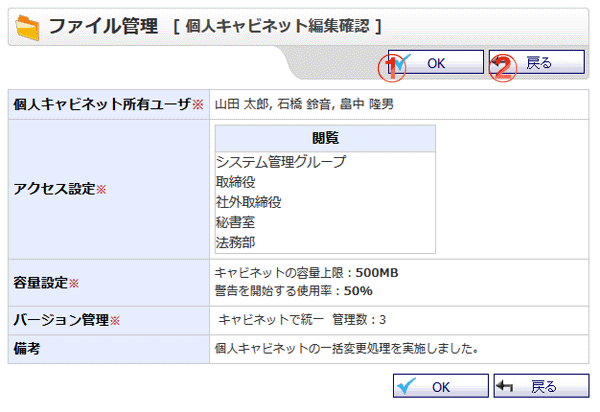 ファイル管理 [ 個人キャビネット編集確認 ]
① OK ② 戻る
個人キャビネット所有ユーザ※ 山田 太郎, 石橋 鈴音, 畠中 隆男
アクセス設定※
閲覧
システム管理グループ
取締役
社外取締役
秘書室
法務部
容量設定※
キャビネットの容量上限：500MB
警告を開始する使用率：50%
バージョン管理※ キャビネットで統一 管理数：3
備考 個人キャビネットの一括変更処理を実施しました。
OK 戻る